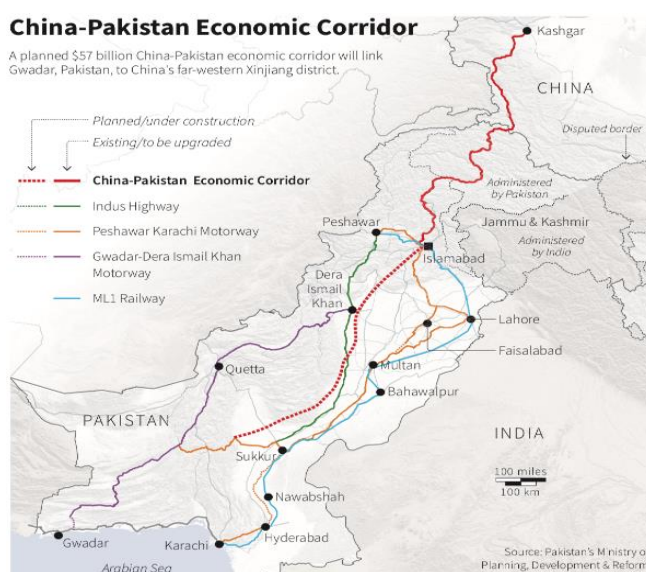 China-Pakistan Economic Corridor
A planned $57 billion China-Pakistan economic corridor will link
Gwadar, Pakistan, to China's far-western Xinjiang district.
Kashgar
CHINA
Planned/under construction
Existing/to be upgraded
Disputed border
China-Pakistan Economic Corridor
Indus Highway
Peshawar Karachi Motorway
Gwadar-Dera Ismail Khan
Motorway
ML1 Railway
Administered
by Pakistan
Peshawar
Jammu & Kashmir
Administered
by India
Islamabad
Dera
Ismail
Khan
Lahore
Faisalabad
Quetta
Multan
Bahawalpur
PAKISTAN
INDIA
Sukkur
100 miles
100 km
Nawabshah
Hyderabad
Gwadar
Karachi
Arabian Sea
Source: Pakistan's Ministry o
Planning, Development & Reform